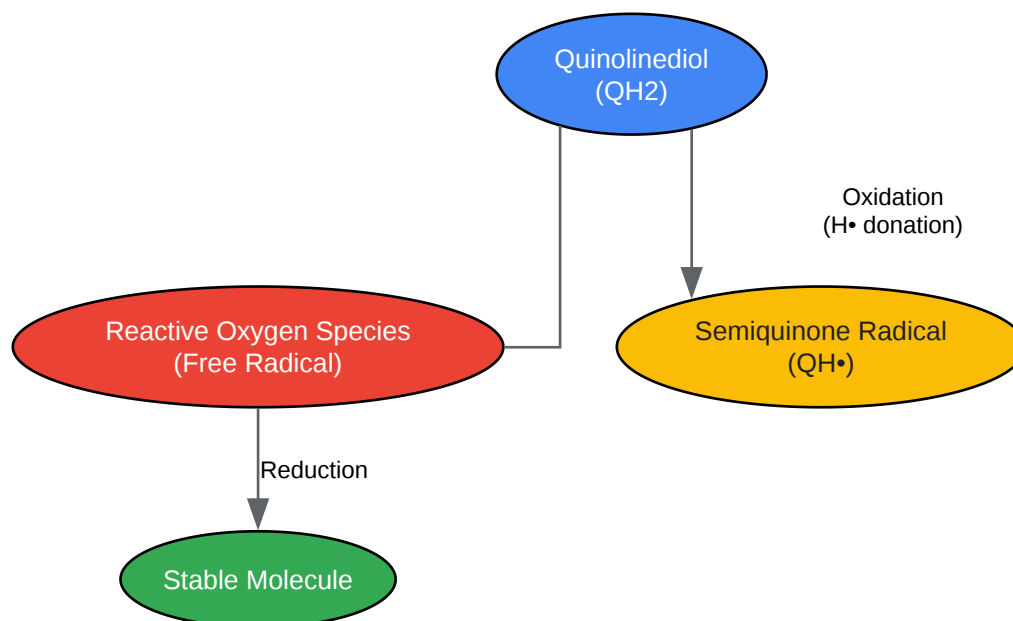 Quinolinediol
(QH2)
Oxidation
(H• donation)
Reactive Oxygen Species
(Free Radical)
Semiquinone Radical
(QH•)
Reduction
Stable Molecule